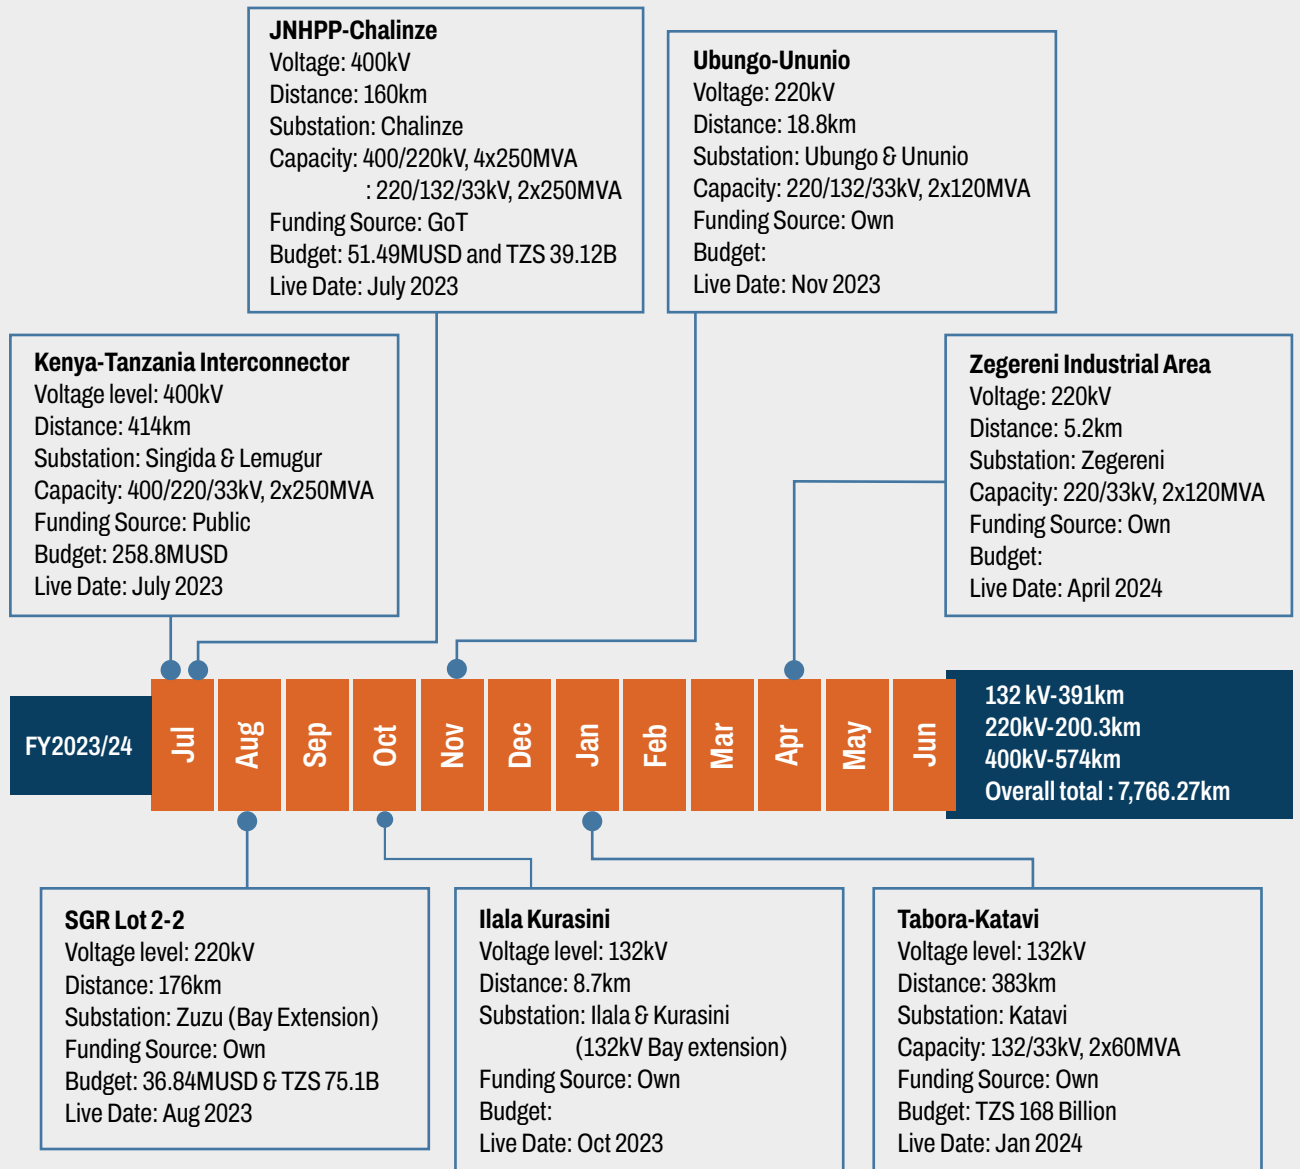 JNHPP-Chalinze
Voltage: 400kV
Distance: 160km
Substation: Chalinze
Capacity: 400/220kV, 4x250MVA
: 220/132/33kV, 2x250MVA
Funding Source: GoT
Budget: 51.49MUSD and TZS 39.12B
Live Date: July 2023
Ubungo-Ununio
Voltage: 220kV
Distance: 18.8km
Substation: Ubungo & Ununio
Capacity: 220/132/33kV, 2x120MVA
Funding Source: Own
Budget:
Live Date: Nov 2023
Kenya-Tanzania Interconnector
Voltage level: 400kV
Distance: 414km
Substation: Singida & Lemugur
Capacity: 400/220/33kV, 2x250MVA
Funding Source: Public
Budget: 258.8MUSD
Live Date: July 2023
Zegereni Industrial Area
Voltage: 220kV
Distance: 5.2km
Substation: Zegereni
Capacity: 220/33kV, 2x120MVA
Funding Source: Own
Budget:
Live Date: April 2024
FY2023/24
Jul
Aug
Sep
Oct
Nov
Dec
Jan
Feb
Mar
Apr
May
Jun
132 kV-391km
220kV-200.3km
400kV-574km
Overall total : 7,766.27km
SGR Lot 2-2
Voltage level: 220kV
Distance: 176km
Substation: Zuzu (Bay Extension)
Funding Source: Own
Budget: 36.84MUSD & TZS 75.1B
Live Date: Aug 2023
Ilala Kurasini
Voltage level: 132kV
Distance: 8.7km
Substation: Ilala & Kurasini
(132kV Bay extension)
Funding Source: Own
Budget:
Live Date: Oct 2023
Tabora-Katavi
Voltage level: 132kV
Distance: 383km
Substation: Katavi
Capacity: 132/33kV, 2x60MVA
Funding Source: Own
Budget: TZS 168 Billion
Live Date: Jan 2024